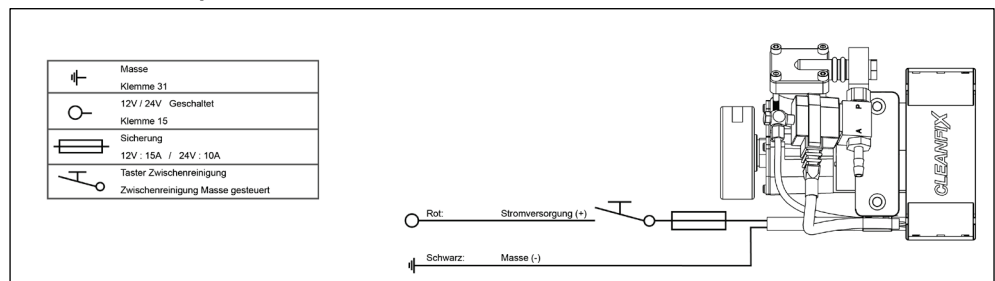 Masse
Klemme 31
12V / 24V Geschaltet
Klemme 15
Sicherung
12V : 15A / 24V : 10A
Taster Zwischenreinigung
Zwischenreinigung Masse gesteuert
Rot: Stromversorgung (+)
Schwarz: Masse (-)
P
A
A
CLEANFIX